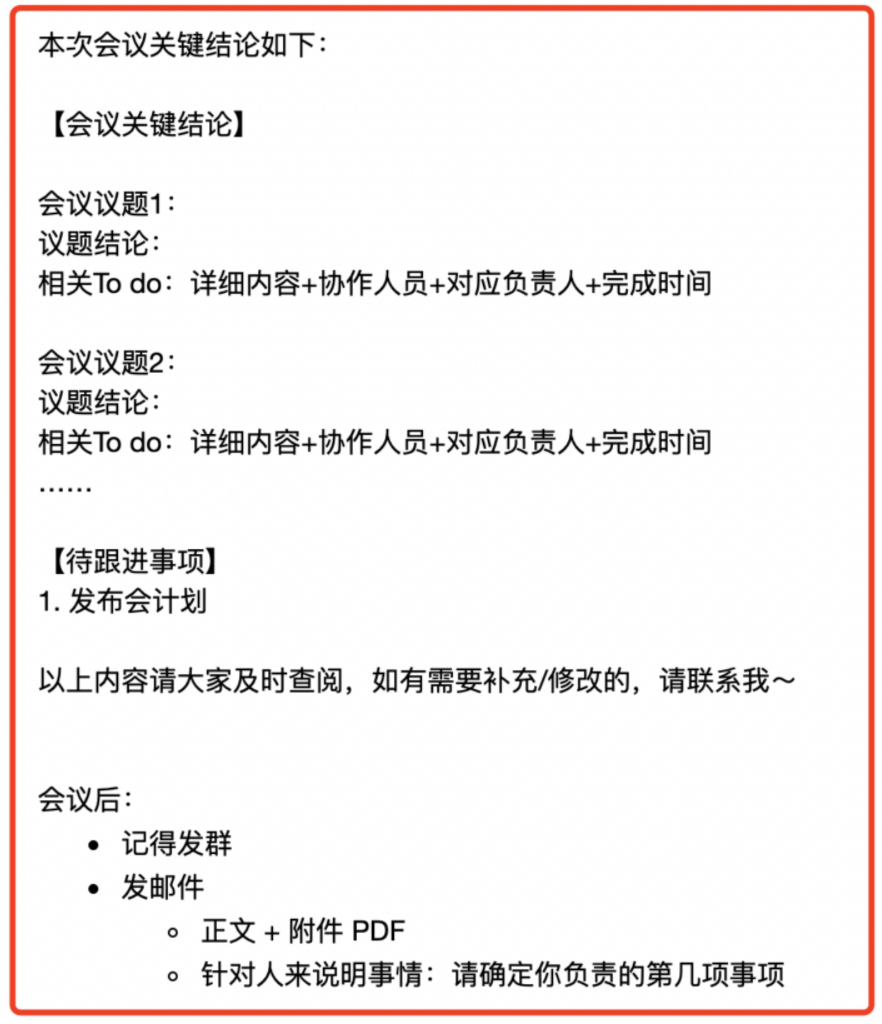 本次会议关键结论如下：
【会议关键结论】
会议议题1：
议题结论：
相关To do：详细内容+协作人员+对应负责人+完成时间
会议议题2：
议题结论：
相关To do：详细内容+协作人员+对应负责人+完成时间
……
【待跟进事项】
1. 发布会计划
以上内容请大家及时查阅，如有需要补充/修改的，请联系我～
会议后：
• 记得发群
• 发邮件
◦ 正文 + 附件 PDF
◦ 针对人来说明事情：请确定你负责的第几项事项